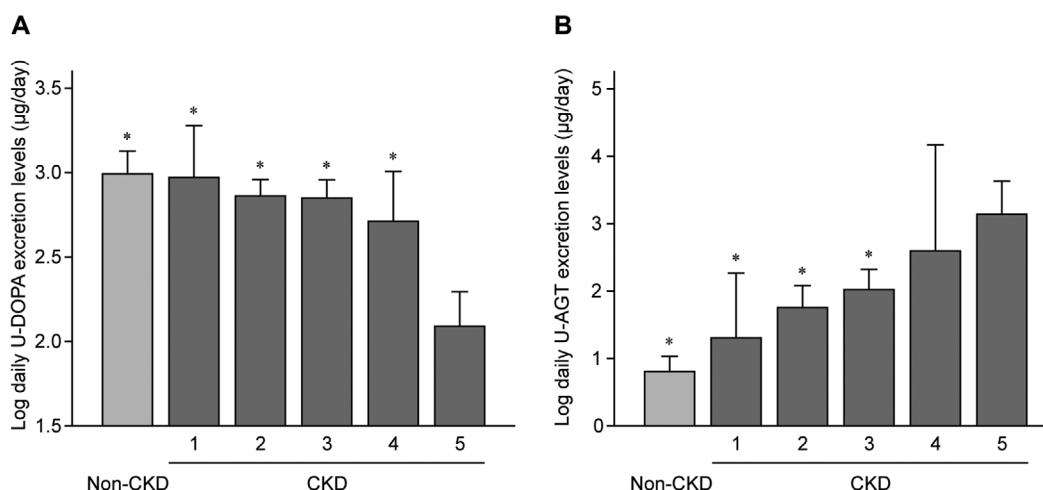 A
Log daily U-DOPA excretion levels (µg/day)
3.5
3.0
2.5
2.0
1.5
*
*
*
*
*
1 2 3 4 5
Non-CKD CKD
B
Log daily U-AGT excretion levels (µg/day)
5
4
3
2
1
0
*
*
*
*
1 2 3 4 5
Non-CKD CKD